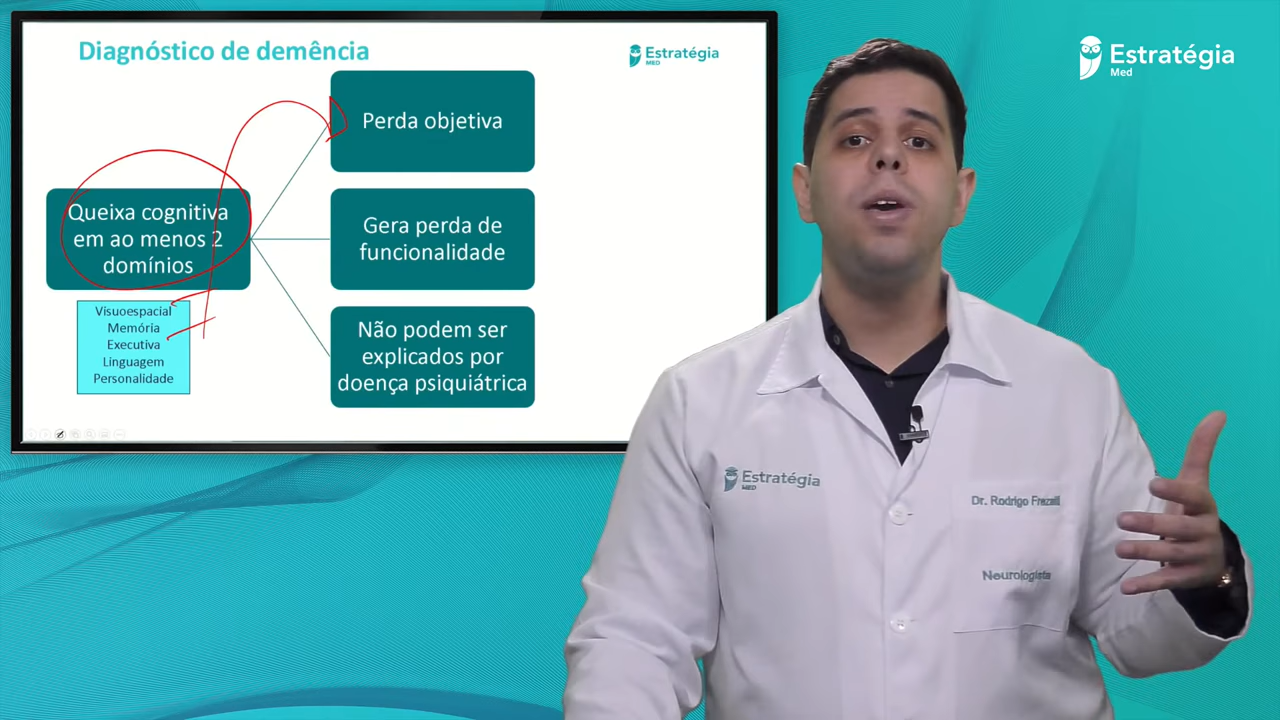 Diagnóstico de demência
Estratégia
MED
Perda objetiva
Queixa cognitiva
em ao menos 2
domínios
Gera perda de
funcionalidade
Não podem ser
explicados por
doença psiquiátrica
Visuoespacial
Memória
Executiva
Linguagem
Personalidade
Estratégia
Med
Estratégia
MED
Dr. Rodrigo
Neurologista